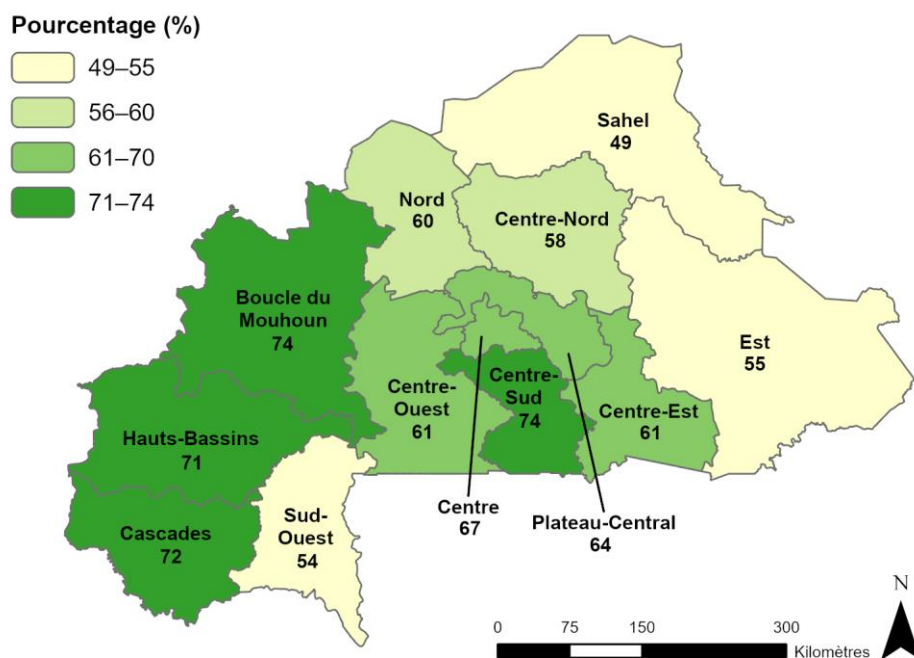 Pourcentage (%)
49–55
56–60
61–70
71–74
Sahel
49
Nord
60
Centre-Nord
58
Boucle du
Mouhoun
74
Est
55
Centre-
Ouest
61
Centre-
Sud
74
Centre-Est
61
Hauts-Bassins
71
Centre
67
Plateau-Central
64
Cascades
72
Sud-
Ouest
54
N
0 75 150 300
Kilomètres